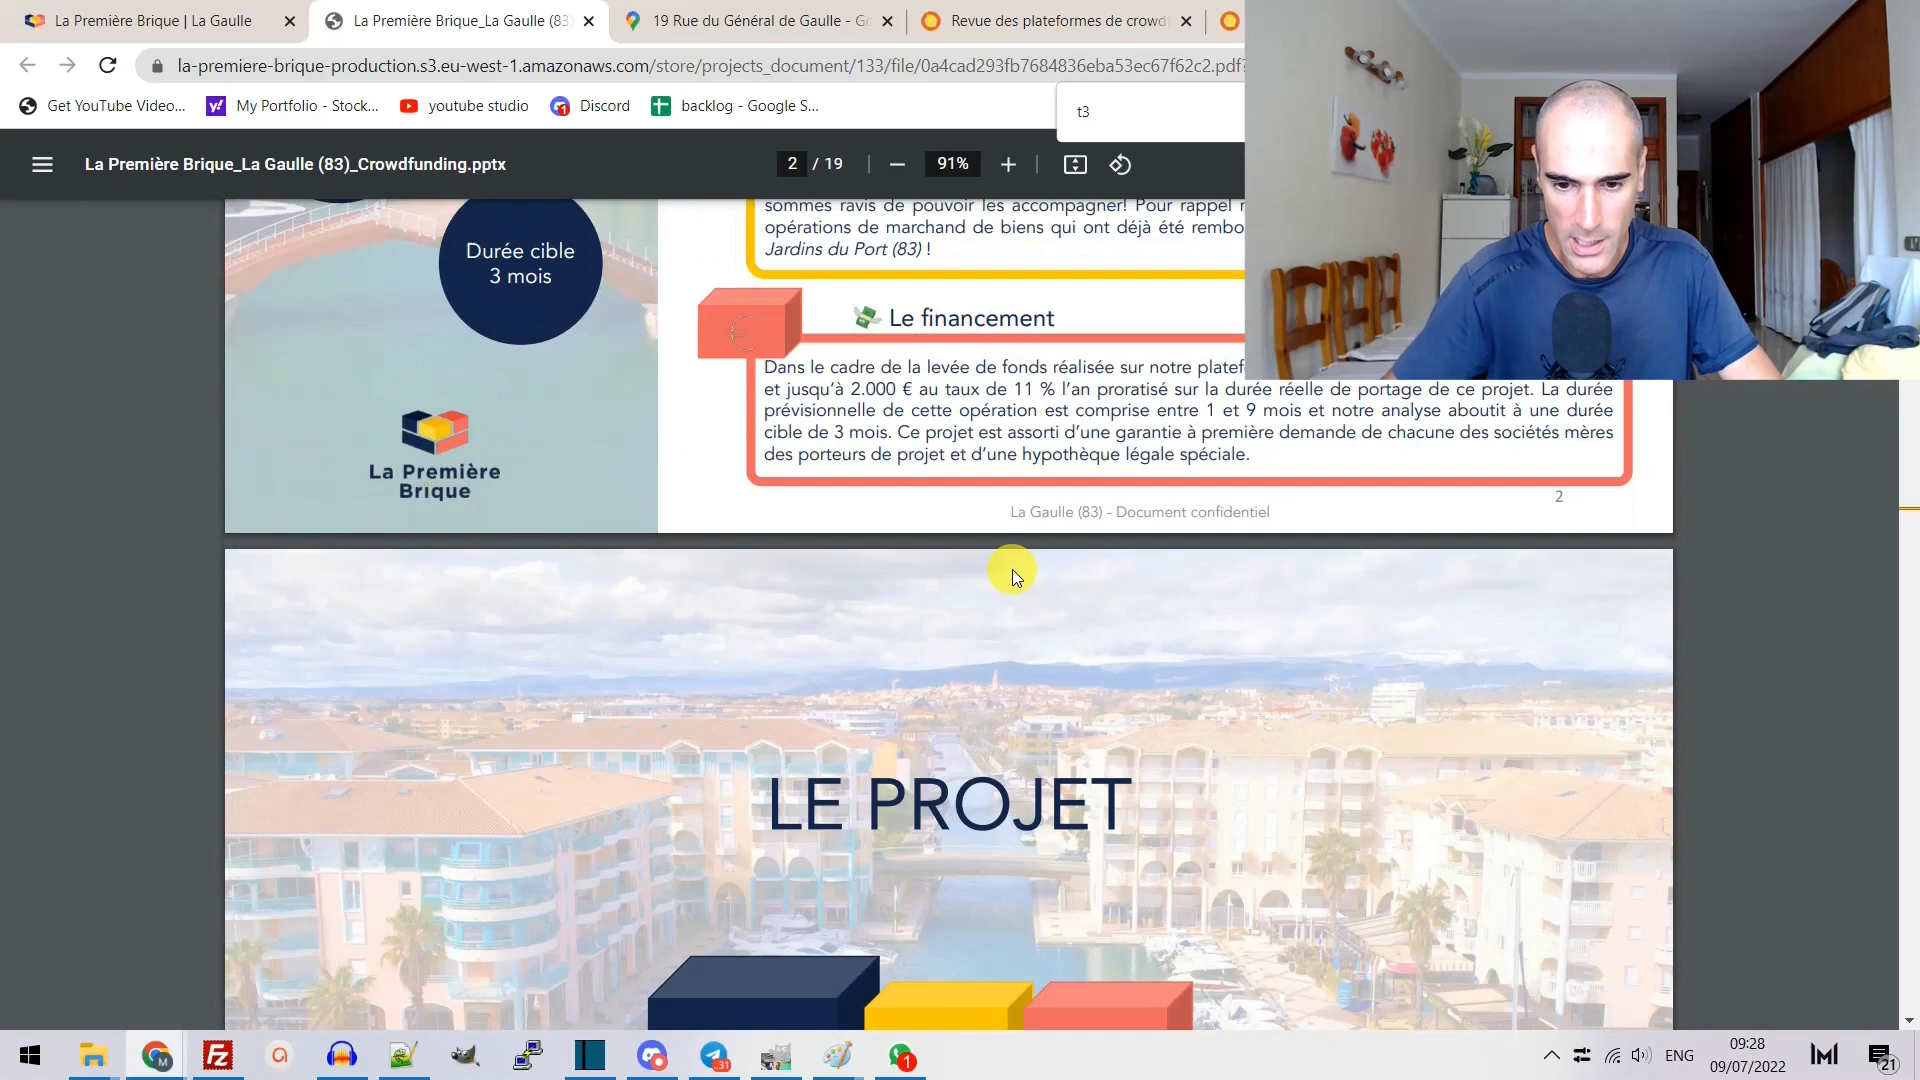 La Première Brique | La Gaulle
La Première Brique_La Gaulle (83)
19 Rue du Général de Gaulle - Go
Revue des plateformes de crowd
la-premiere-brique-production.s3.eu-west-1.amazonaws.com/store/projects_document/133/file/0a4cad293fb7684836eba53ec67f62c2.pdf?
Get YouTube Video...
My Portfolio - Stock...
youtube studio
Discord
backlog - Google S...
t3
La Première Brique_La Gaulle (83)_Crowdfunding.pptx
2 / 19
91%
sommes ravis de pouvoir les accompagner! Pour rappel
opérations de marchand de biens qui ont déjà été rembo
Jardins du Port (83) !
Durée cible
3 mois
€
Le financement
Dans le cadre de la levée de fonds réalisée sur notre platef
et jusqu'à 2.000 € au taux de 11 % l'an proratisé sur la durée réelle de portage de ce projet. La durée
prévisionnelle de cette opération est comprise entre 1 et 9 mois et notre analyse aboutit à une durée
cible de 3 mois. Ce projet est assorti d'une garantie à première demande de chacune des sociétés mères
des porteurs de projet et d'une hypothèque légale spéciale.
La Première
Brique
2
La Gaulle (83) - Document confidentiel
LE PROJET
31
1
ENG
09:28
09/07/2022
21